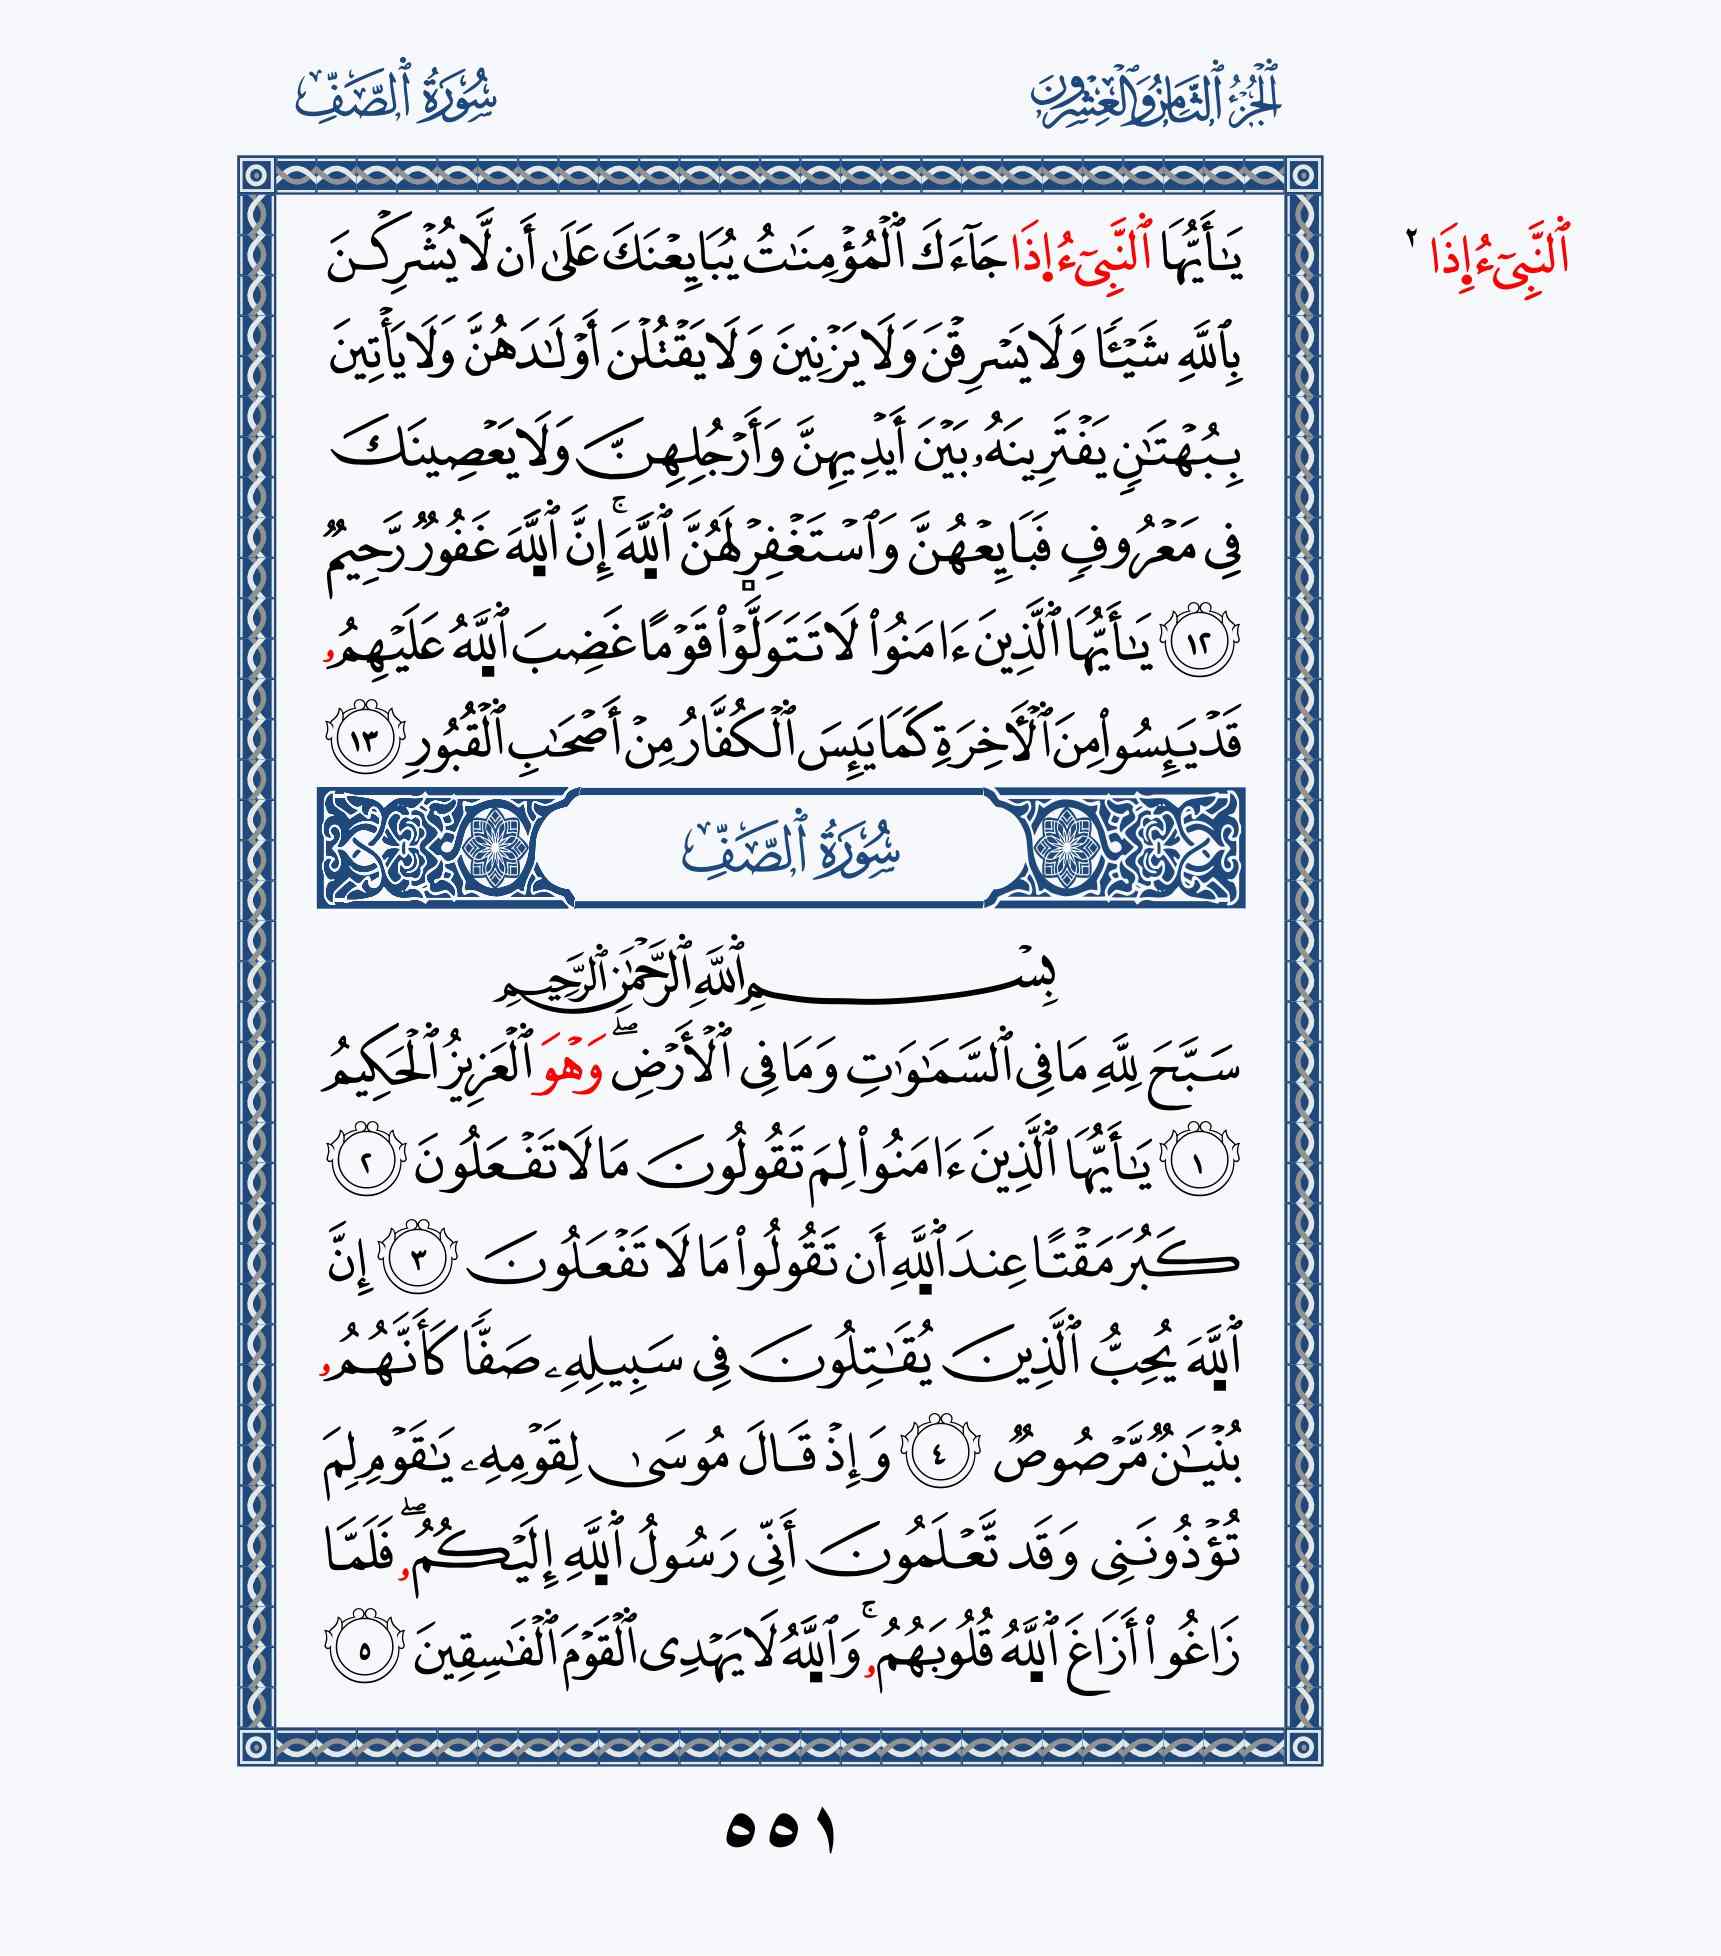 سُورَةُ ٱلصَّفِّ
ٱلْجُزْءُ ٱلثَّامِنُ وَٱلْعِشْرُونَ
يَٰٓأَيُّهَا ٱلنَّبِيٓءُ إِذَا جَآءَكَ ٱلْمُؤْمِنَٰتُ يُبَايِعْنَكَ عَلَىٰٓ أَن لَّا يُشْرِكْنَ
ٱلنَّبِيٓءُ إِذَا ٢
بِٱللَّهِ شَيْـًٔا وَلَا يَسْرِقْنَ وَلَا يَزْنِينَ وَلَا يَقْتُلْنَ أَوْلَٰدَهُنَّ وَلَا يَأْتِينَ
بِبُهْتَٰنٍ يَفْتَرِينَهُۥ بَيْنَ أَيْدِيهِنَّ وَأَرْجُلِهِنَّ وَلَا يَعْصِينَكَ
فِي مَعْرُوفٍ فَبَايِعْهُنَّ وَٱسْتَغْفِرْ لَهُنَّ ٱللَّهَ ۚ إِنَّ ٱللَّهَ غَفُورٌ رَّحِيمٌ
١٢ يَٰٓأَيُّهَا ٱلَّذِينَ ءَامَنُوا۟ لَا تَتَوَلَّوْا۟ قَوْمًا غَضِبَ ٱللَّهُ عَلَيْهِمُۥ
قَدْ يَئِسُوا۟ مِنَ ٱلْأٓخِرَةِ كَمَا يَئِسَ ٱلْكُفَّارُ مِنْ أَصْحَٰبِ ٱلْقُبُورِ ١٣
سُورَةُ ٱلصَّفِّ
بِسْمِ ٱللَّهِ ٱلرَّحْمَٰنِ ٱلرَّحِيمِ
سَبَّحَ لِلَّهِ مَا فِي ٱلسَّمَٰوَٰتِ وَمَا فِي ٱلْأَرْضِ ۖ وَهْوَ ٱلْعَزِيزُ ٱلْحَكِيمُ
١ يَٰٓأَيُّهَا ٱلَّذِينَ ءَامَنُوا۟ لِمَ تَقُولُونَ مَا لَا تَفْعَلُونَ ٢
كَبُرَ مَقْتًا عِندَ ٱللَّهِ أَن تَقُولُوا۟ مَا لَا تَفْعَلُونَ ٣ إِنَّ
ٱللَّهَ يُحِبُّ ٱلَّذِينَ يُقَٰتِلُونَ فِي سَبِيلِهِۦ صَفًّا كَأَنَّهُمُۥ
بُنْيَٰنٌ مَّرْصُوصٌ ٤ وَإِذْ قَالَ مُوسَىٰ لِقَوْمِهِۦ يَٰقَوْمِ لِمَ
تُؤْذُونَنِي وَقَد تَّعْلَمُونَ أَنِّي رَسُولُ ٱللَّهِ إِلَيْكُمُۥ ۖ فَلَمَّا
زَاغُوٓا۟ أَزَاغَ ٱللَّهُ قُلُوبَهُمُۥ ۚ وَٱللَّهُ لَا يَهْدِي ٱلْقَوْمَ ٱلْفَٰسِقِينَ ٥
٥٥١